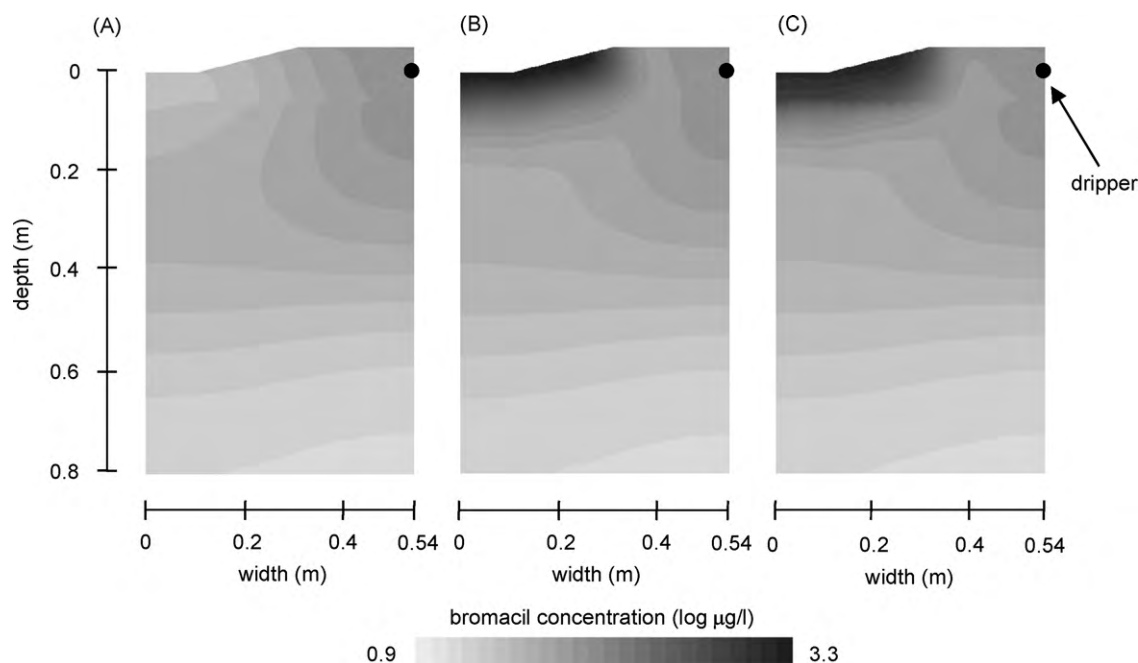 (A) (B) (C)
0
0.2
0.4
0.6
0.8
depth (m)
dripper
0 0.2 0.4 0.54
width (m)
0 0.2 0.4 0.54
width (m)
0 0.2 0.4 0.54
width (m)
bromacil concentration (log µg/l)
0.9 3.3